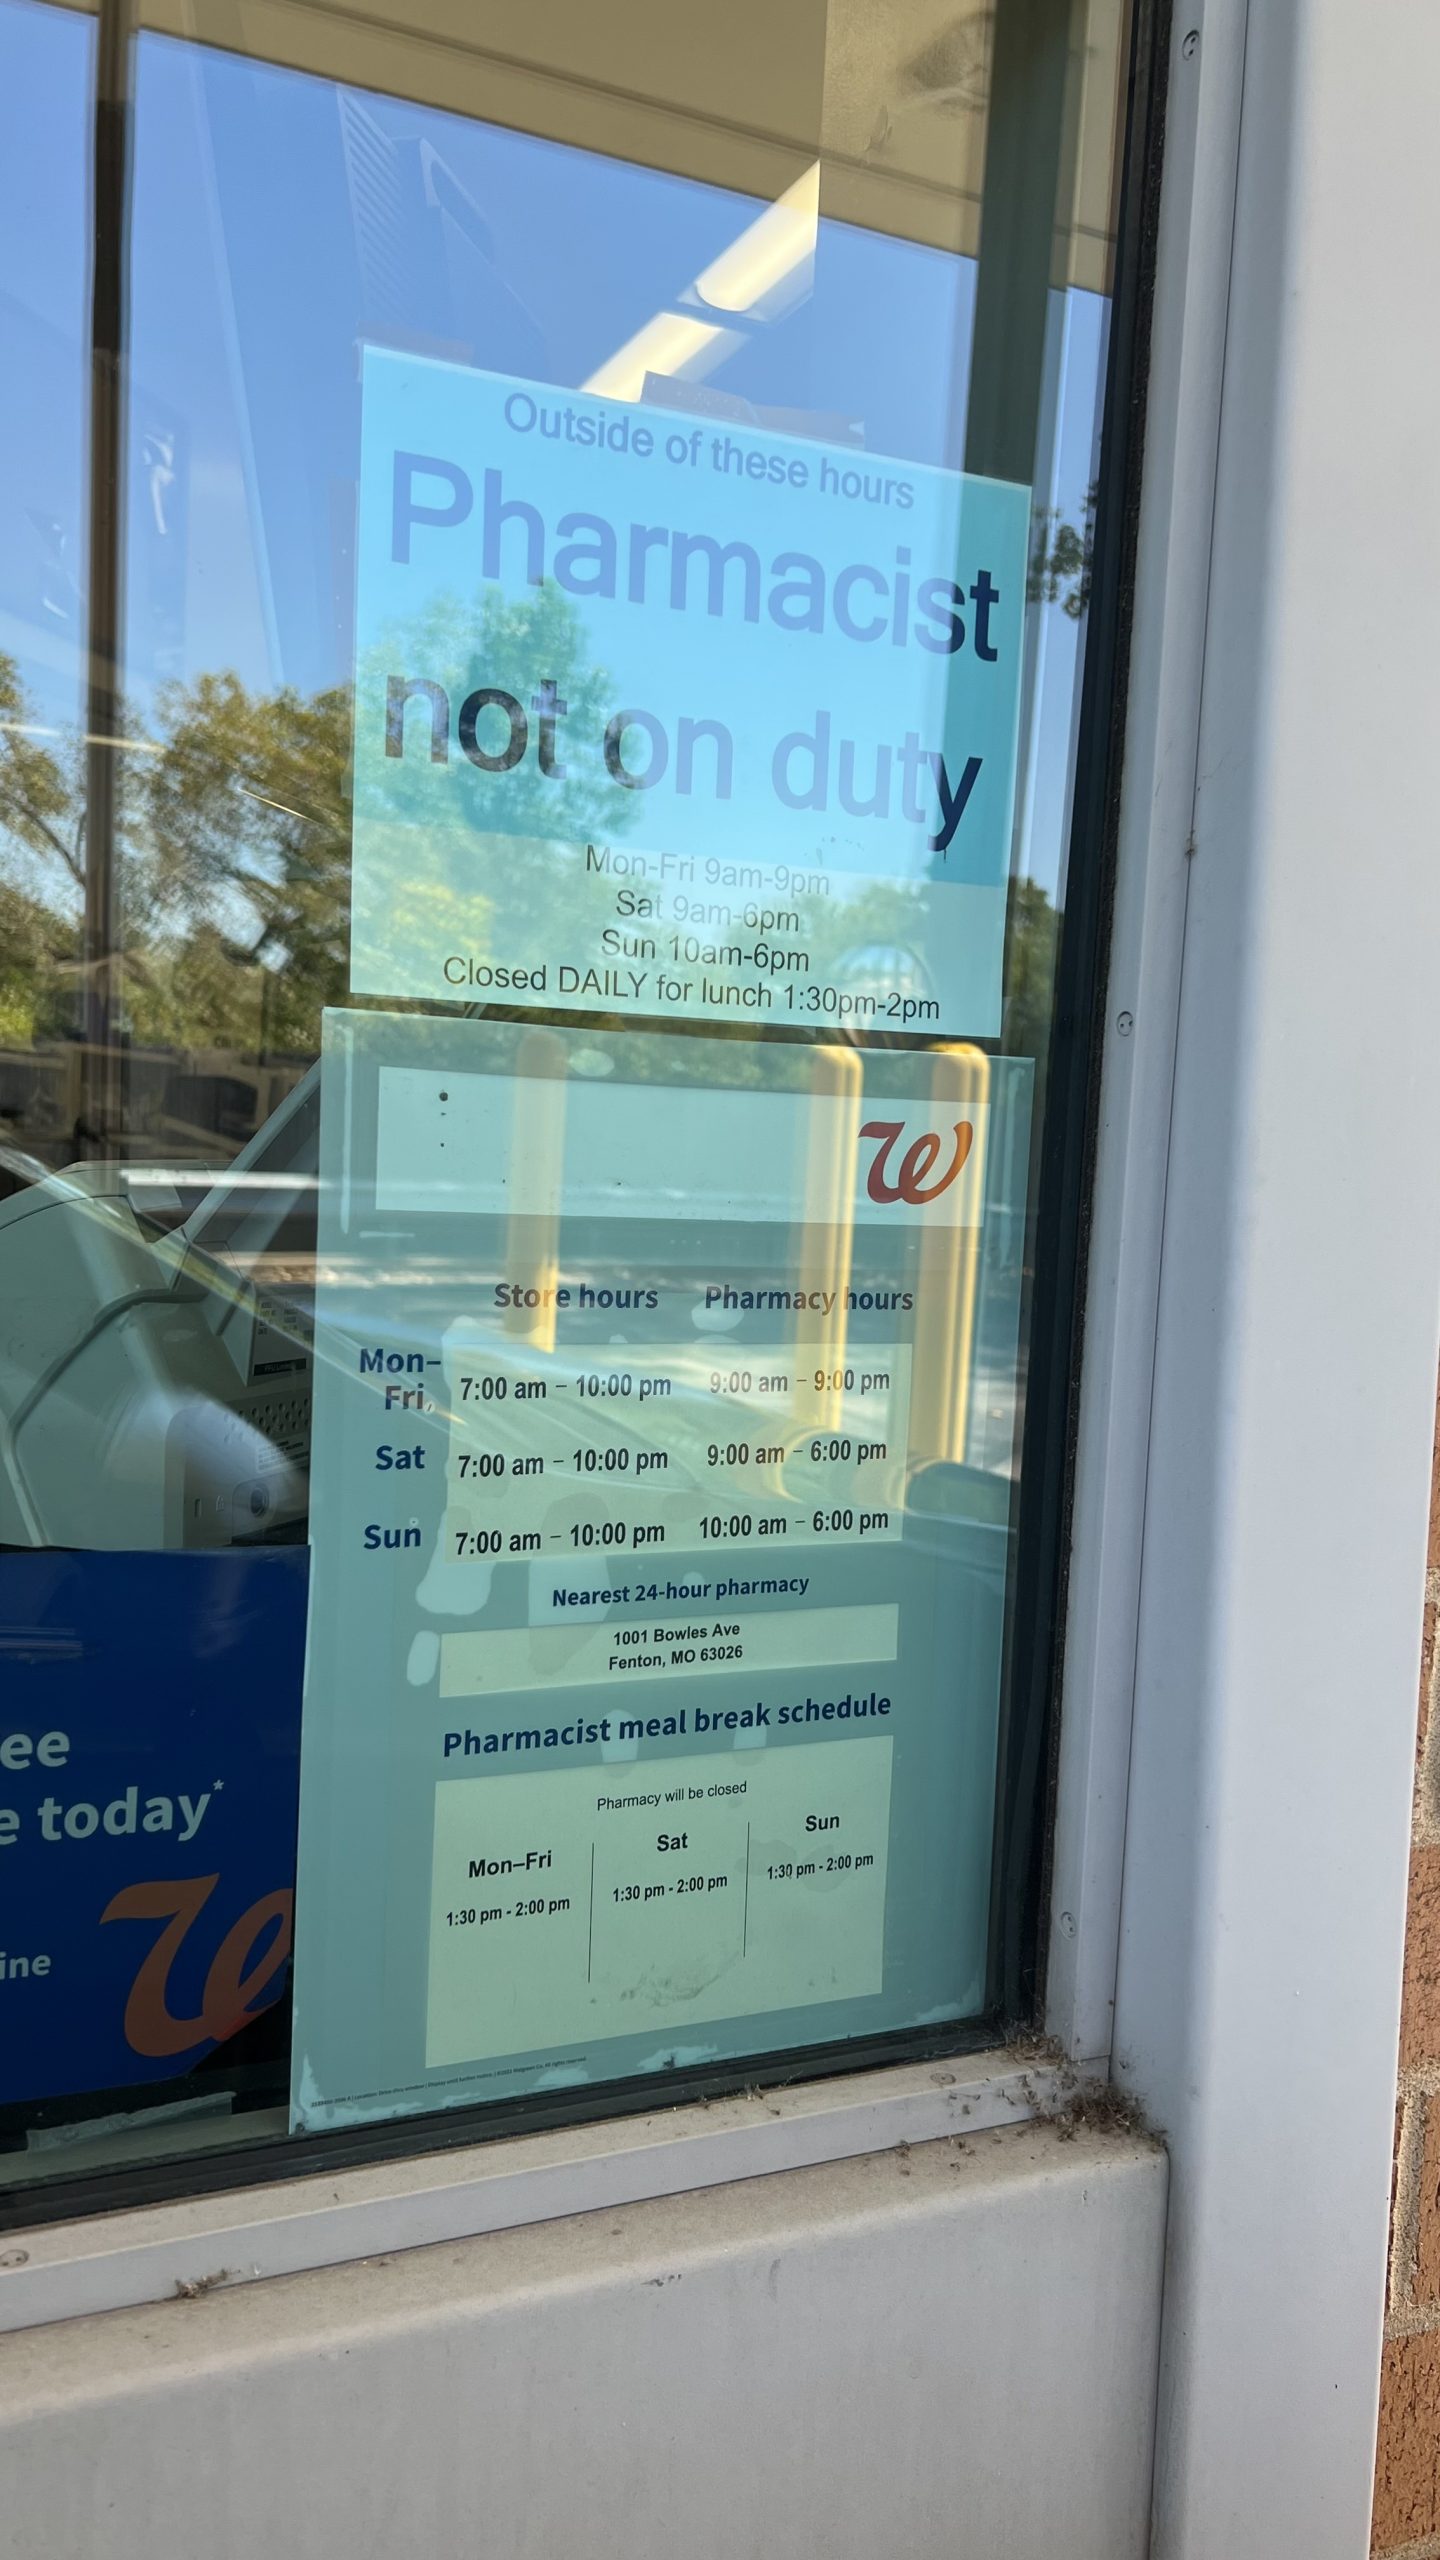 Outside of these hours
Pharmacist
not on duty
Mon-Fri 9am-9pm
Sat 9am-6pm
Sun 10am-6pm
Closed DAILY for lunch 1:30pm-2pm
W
Store hours Pharmacy hours
Mon–
Fri, 7:00 am – 10:00 pm 9:00 am – 9:00 pm
Sat 7:00 am – 10:00 pm 9:00 am – 6:00 pm
Sun 7:00 am – 10:00 pm 10:00 am – 6:00 pm
Nearest 24-hour pharmacy
1001 Bowles Ave
Fenton, MO 63026
Pharmacist meal break schedule
Pharmacy will be closed
Mon–Fri Sat Sun
1:30 pm - 2:00 pm 1:30 pm - 2:00 pm 1:30 pm - 2:00 pm
ee
e today*
ine
W